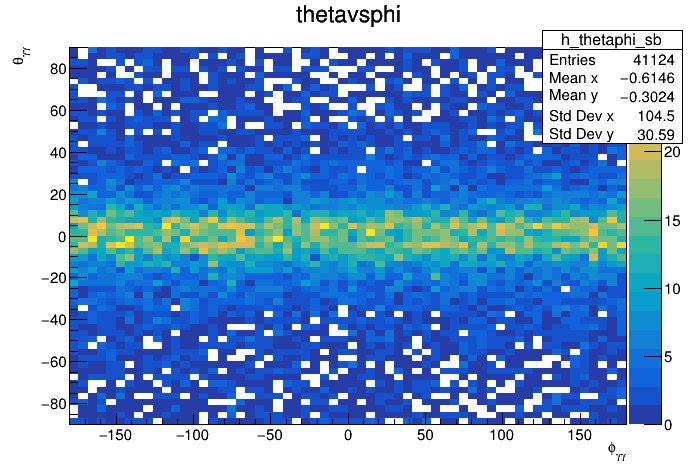 thetavsphi
h_thetaphi_sb
Entries 41124
Mean x −0.6146
Mean y −0.3024
Std Dev x 104.5
Std Dev y 30.59
θγγ
80
60
40
20
0
−20
−40
−60
−80
−150 −100 −50 0 50 100 150
ϕγγ
20
15
10
5
0